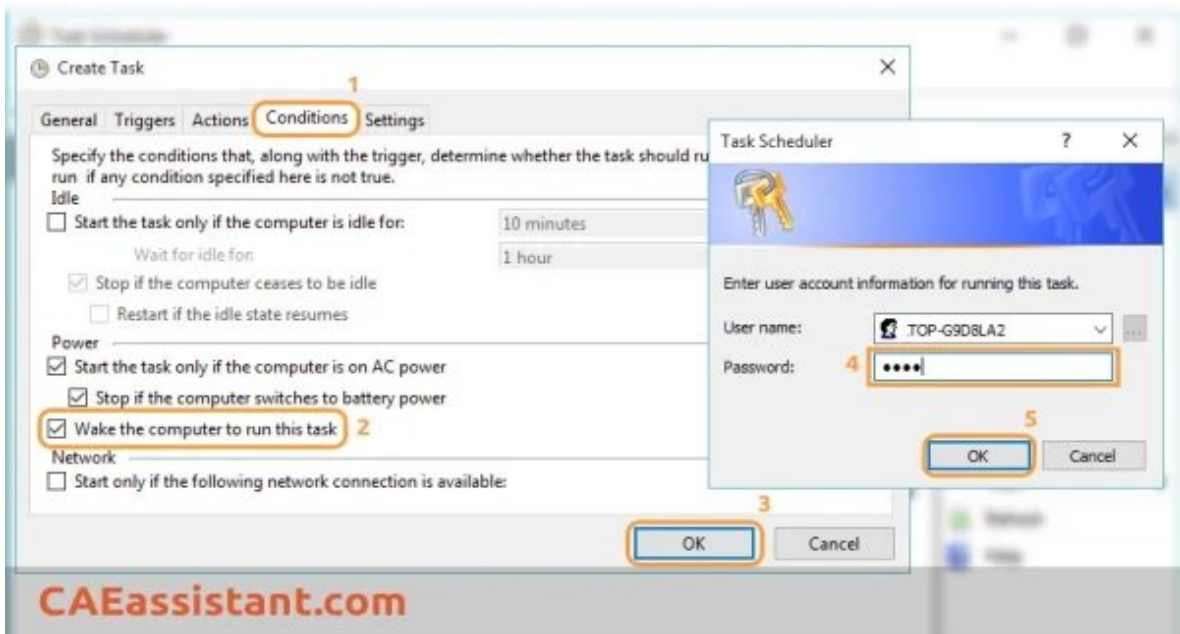 Task Scheduler
Create Task
1
General Triggers Actions Conditions Settings
Specify the conditions that, along with the trigger, determine whether the task should ru
run if any condition specified here is not true.
Idle
Start the task only if the computer is idle for:
10 minutes
Wait for idle for:
1 hour
Stop if the computer ceases to be idle
Restart if the idle state resumes
Power
Start the task only if the computer is on AC power
Stop if the computer switches to battery power
Wake the computer to run this task 2
Network
Start only if the following network connection is available:
3
OK Cancel
Task Scheduler ?
Enter user account information for running this task.
User name: TOP-G9D8LA2 ...
Password: 4 ••••
5
OK Cancel
Refresh
Help
CAEassistant.com